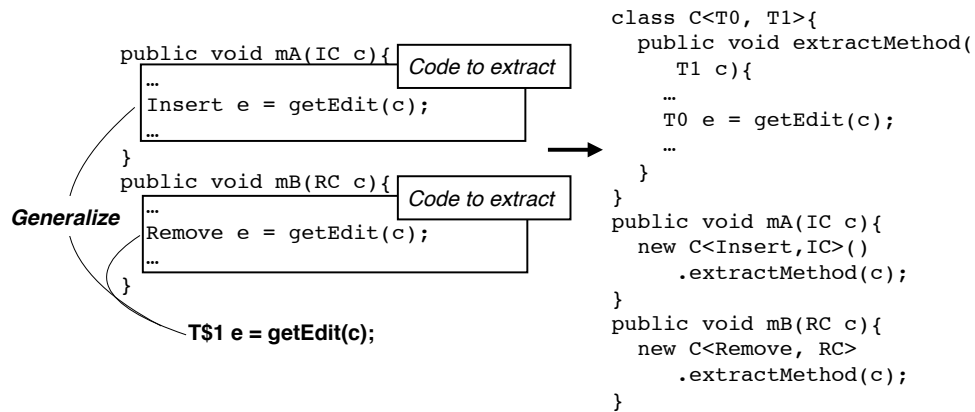 public void mA(IC c){
Code to extract
…
Insert e = getEdit(c);
…
}
public void mB(RC c){
Code to extract
…
Remove e = getEdit(c);
…
}
Generalize
T$1 e = getEdit(c);
class C<T0, T1>{
public void extractMethod(
T1 c){
…
T0 e = getEdit(c);
…
}
}
public void mA(IC c){
new C<Insert,IC>()
.extractMethod(c);
}
public void mB(RC c){
new C<Remove, RC>
.extractMethod(c);
}